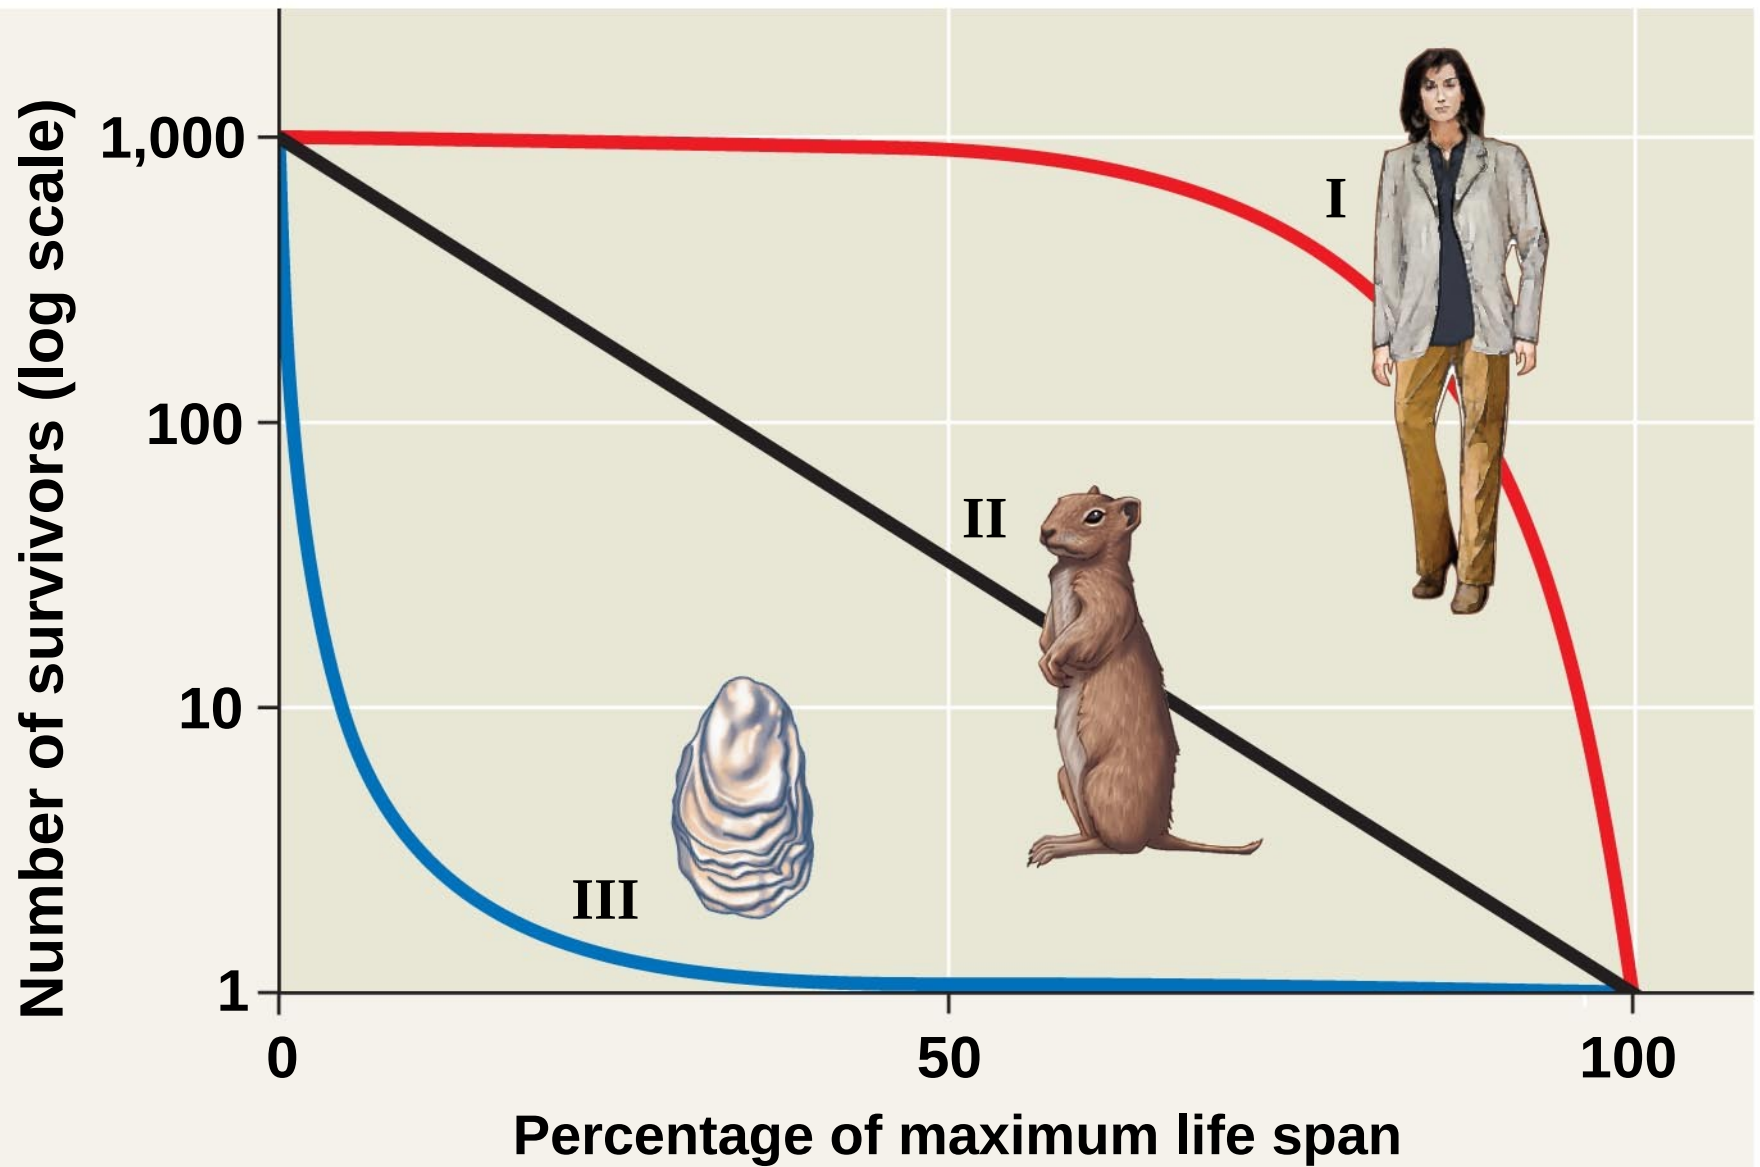 Number of survivors (log scale)
1,000
100
10
1
I
II
III
0 50 100
Percentage of maximum life span